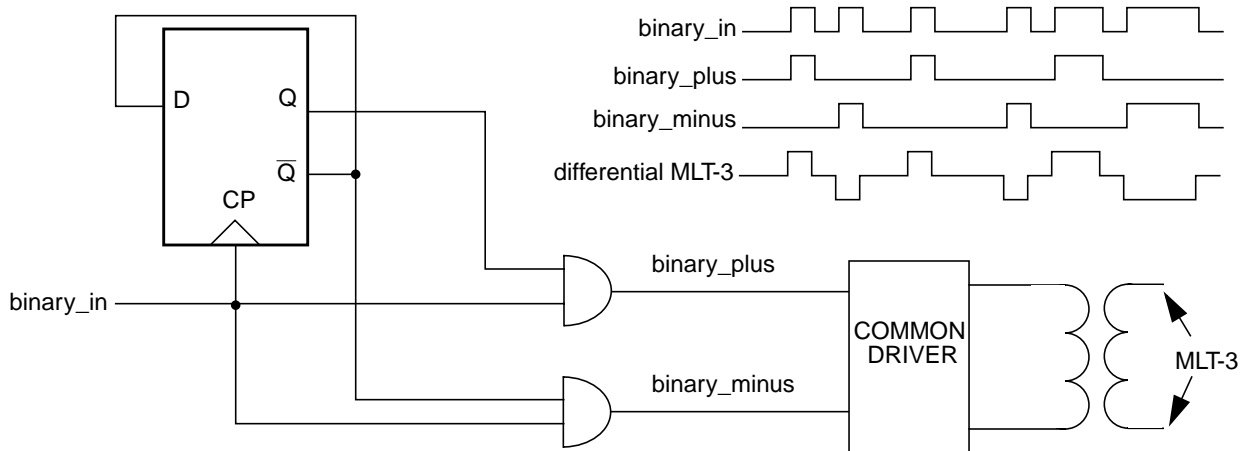 binary_in
binary_plus
binary_minus
differential MLT-3
D
Q
Q̅
CP
binary_in
binary_plus
binary_minus
COMMON
DRIVER
MLT-3